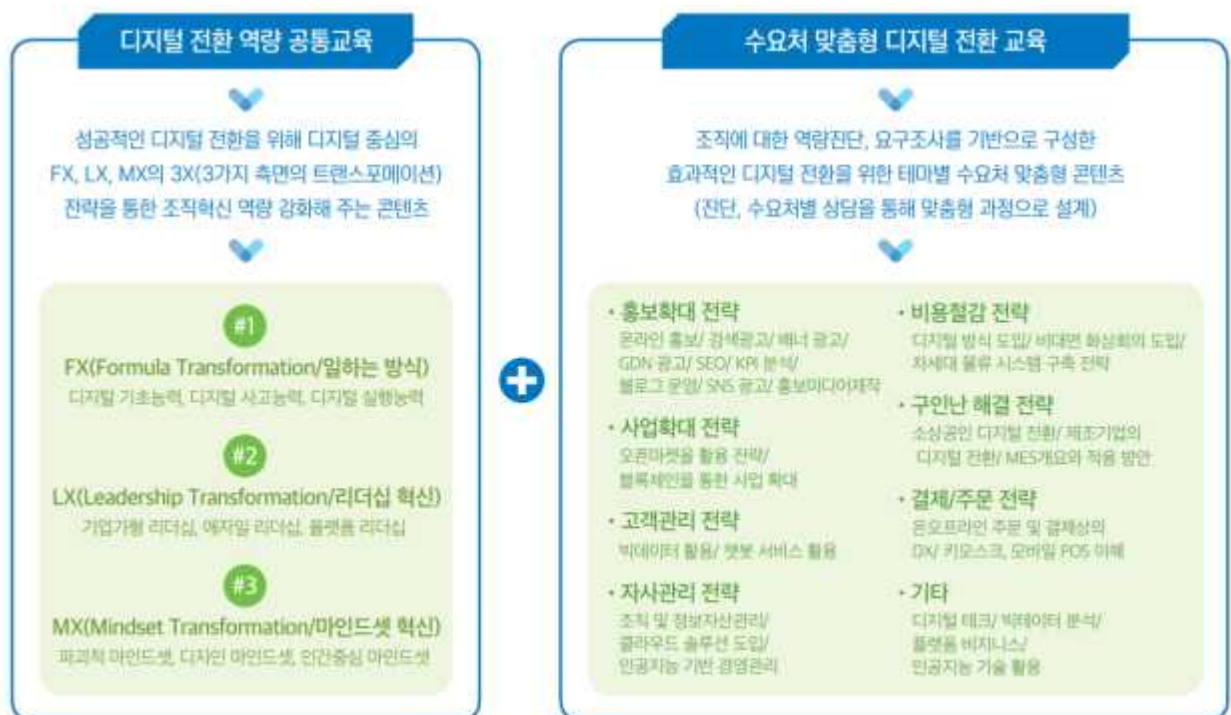 디지털 전환 역량 공통교육
성공적인 디지털 전환을 위해 디지털 중심의
FX, LX, MX의 3X(3가지 측면의 트랜스포메이션)
전략을 통한 조직혁신 역량 강화해 주는 콘텐츠
#1
FX(Formula Transformation/일하는 방식)
디지털 기초능력, 디지털 사고능력, 디지털 실행능력
#2
LX(Leadership Transformation/리더십 혁신)
기업가형 리더십, 애자일 리더십, 플랫폼 리더십
#3
MX(Mindset Transformation/마인드셋 혁신)
파괴적 마인드셋, 디자인 마인드셋, 인간중심 마인드셋
수요처 맞춤형 디지털 전환 교육
조직에 대한 역량진단, 요구조사를 기반으로 구성한
효과적인 디지털 전환을 위한 테마별 수요처 맞춤형 콘텐츠
(진단, 수요처별 상담을 통해 맞춤형 과정으로 설계)
• 홍보확대 전략
온라인 홍보/ 검색광고/ 배너 광고/
GDN 광고/ SEO/ KPI 분석/
블로그 운영/ SNS 광고/ 홍보미디어제작
• 사업확대 전략
오픈마켓을 활용 전략/
블록체인을 통한 사업 확대
• 고객관리 전략
빅데이터 활용/ 챗봇 서비스 활용
• 자사관리 전략
조직 및 정보자산관리/
클라우드 솔루션 도입/
인공지능 기반 경영관리
• 비용절감 전략
디지털 방식 도입/ 비대면 화상회의 도입/
차세대 물류 시스템 구축 전략
• 구인난 해결 전략
소상공인 디지털 전환/ 제조기업의
디지털 전환/ MES개요와 적용 방안
• 결제/주문 전략
온오프라인 주문 및 결제상의
DX/ 키오스크, 모바일 POS 이해
• 기타
디지털 테크/ 빅데이터 분석/
플랫폼 비지니스/
인공지능 기술 활용